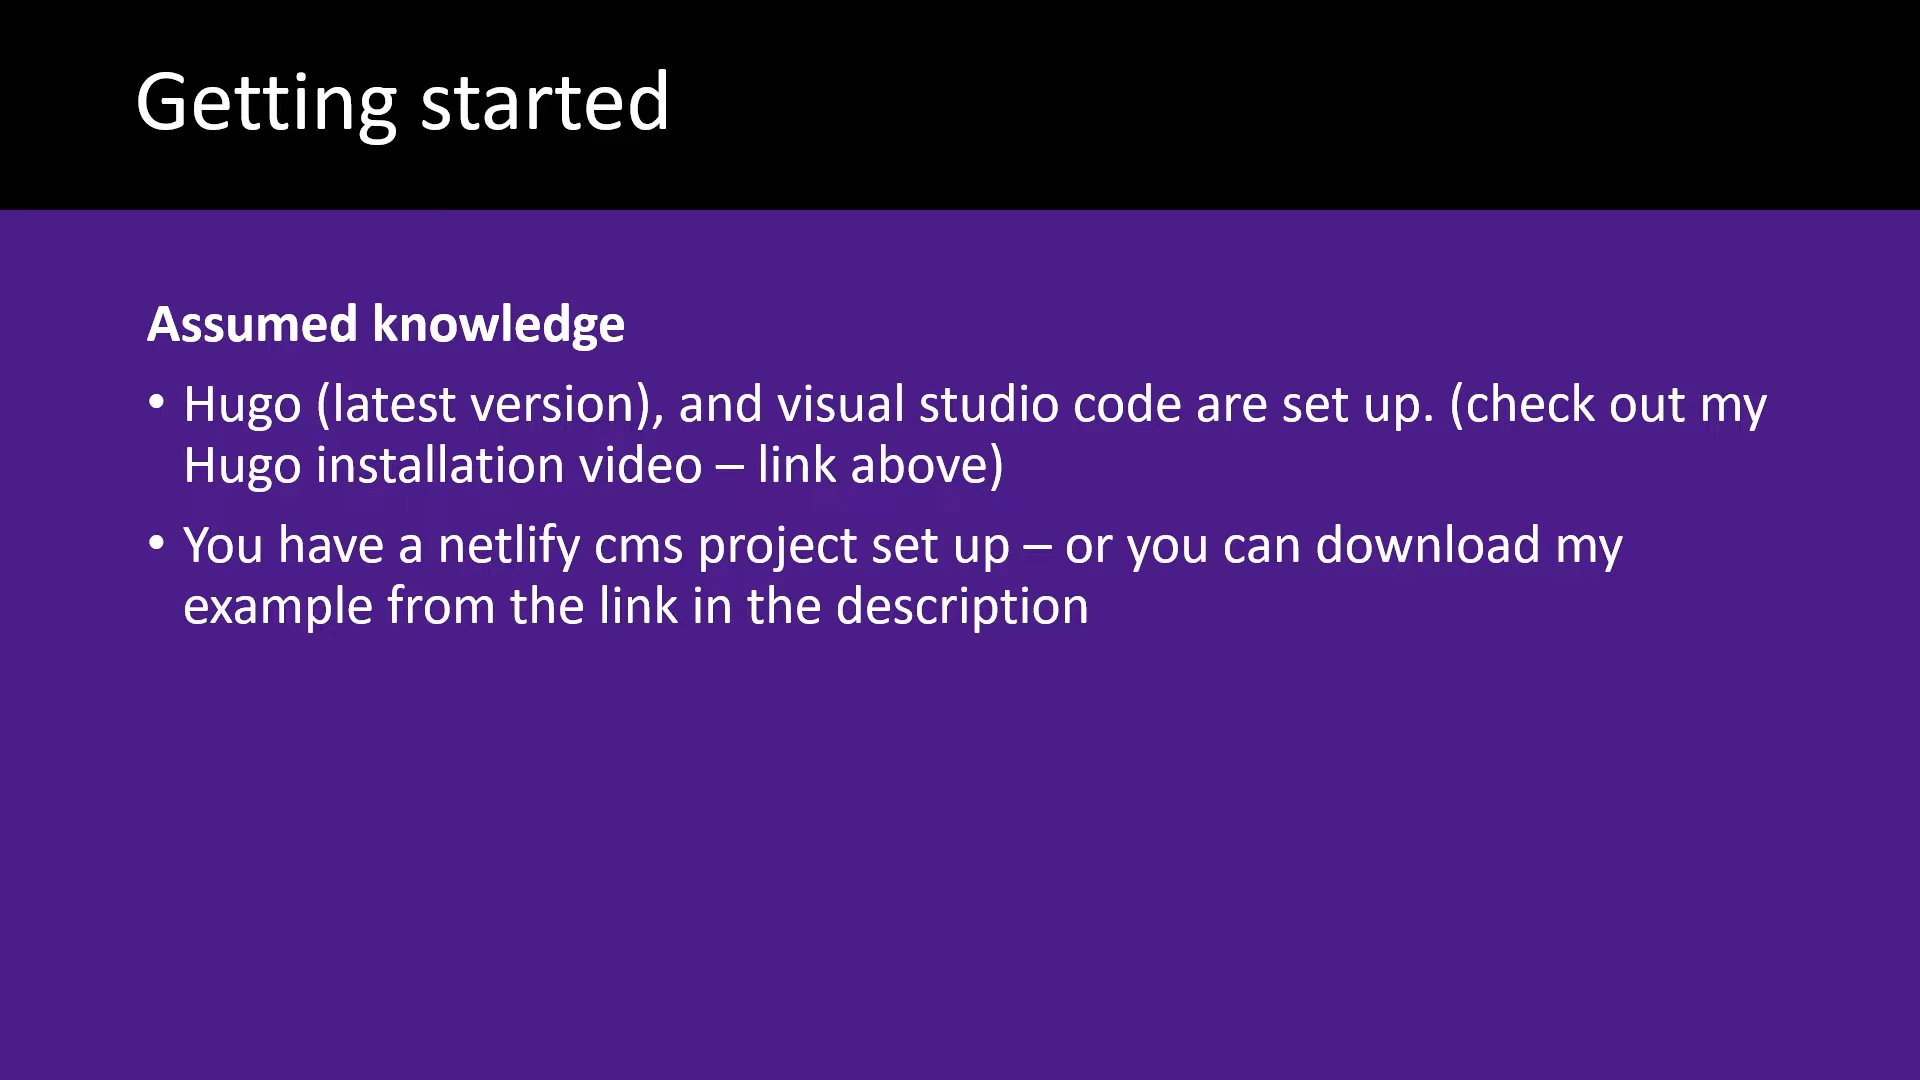 Getting started
Assumed knowledge
• Hugo (latest version), and visual studio code are set up. (check out my
Hugo installation video – link above)
• You have a netlify cms project set up – or you can download my
example from the link in the description